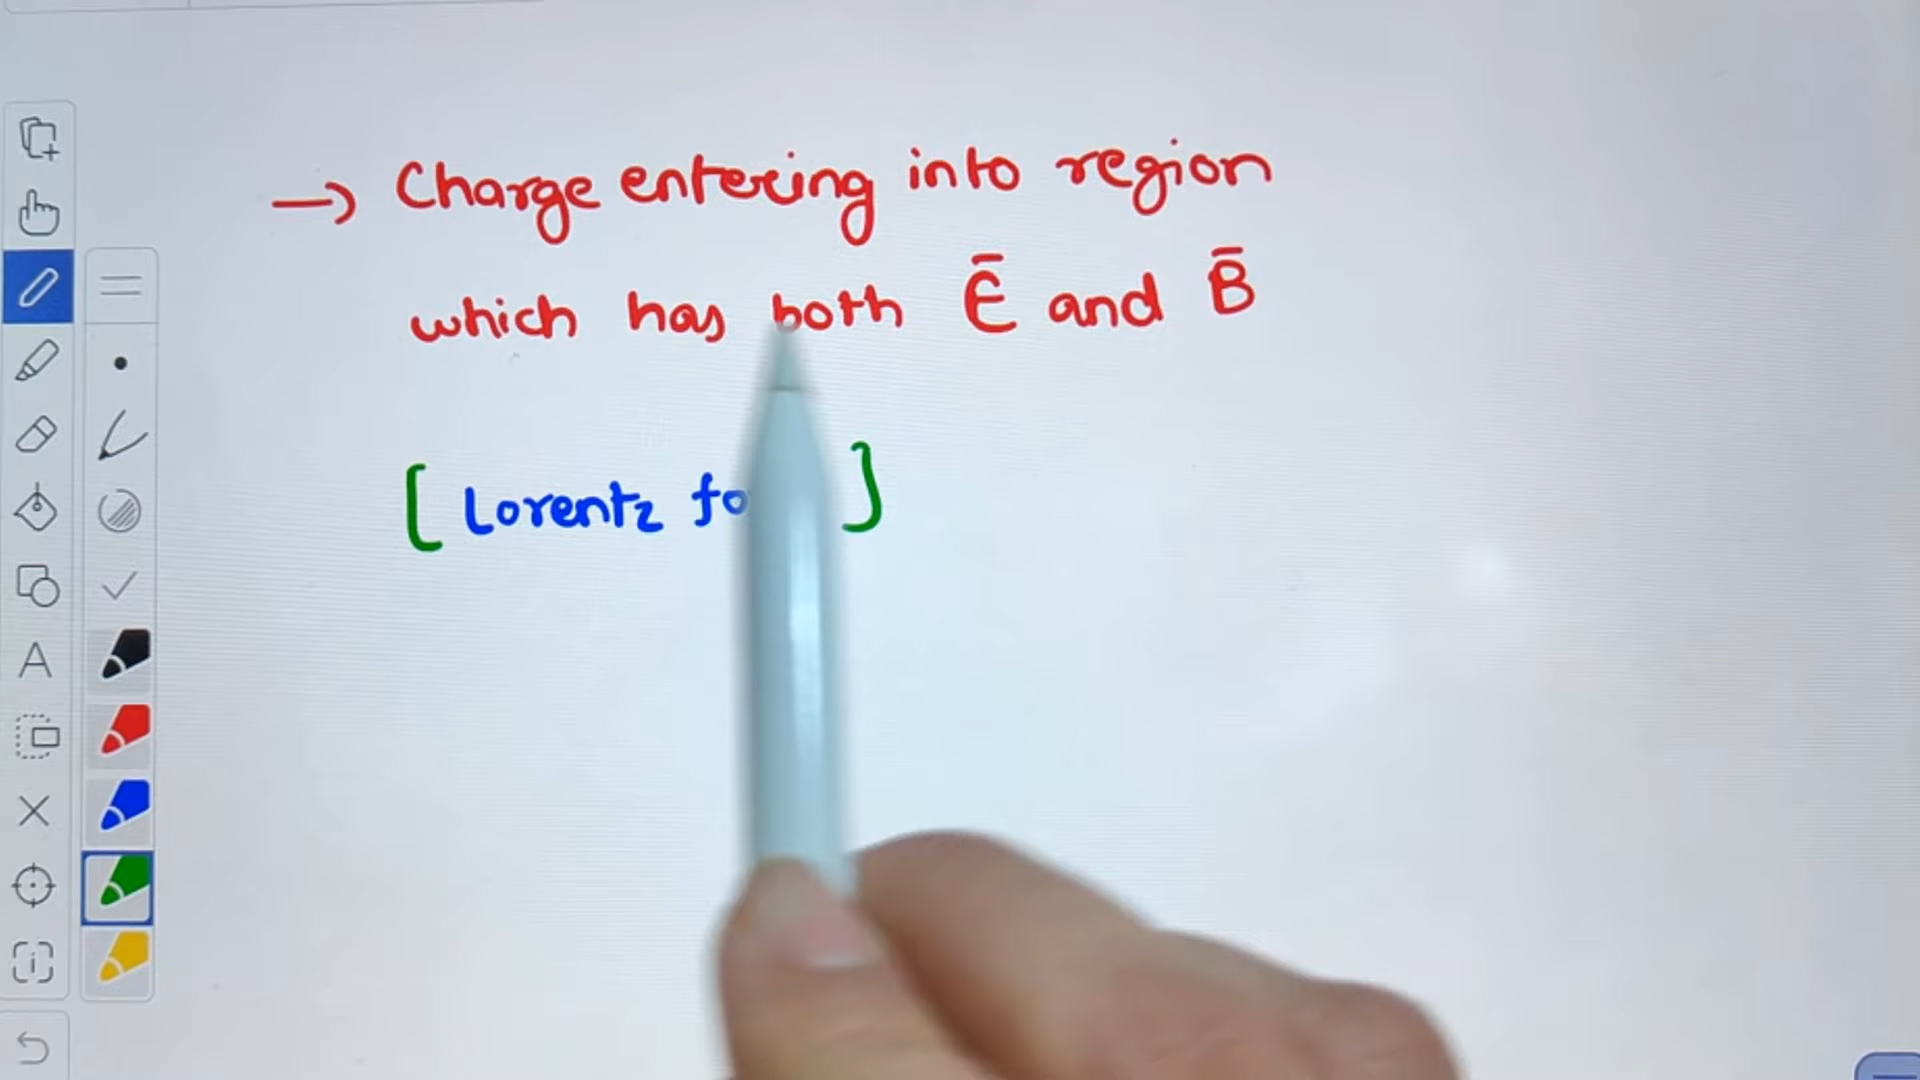 → Charge entering into region
which has both E̅ and B̅
[ Lorentz fo ]